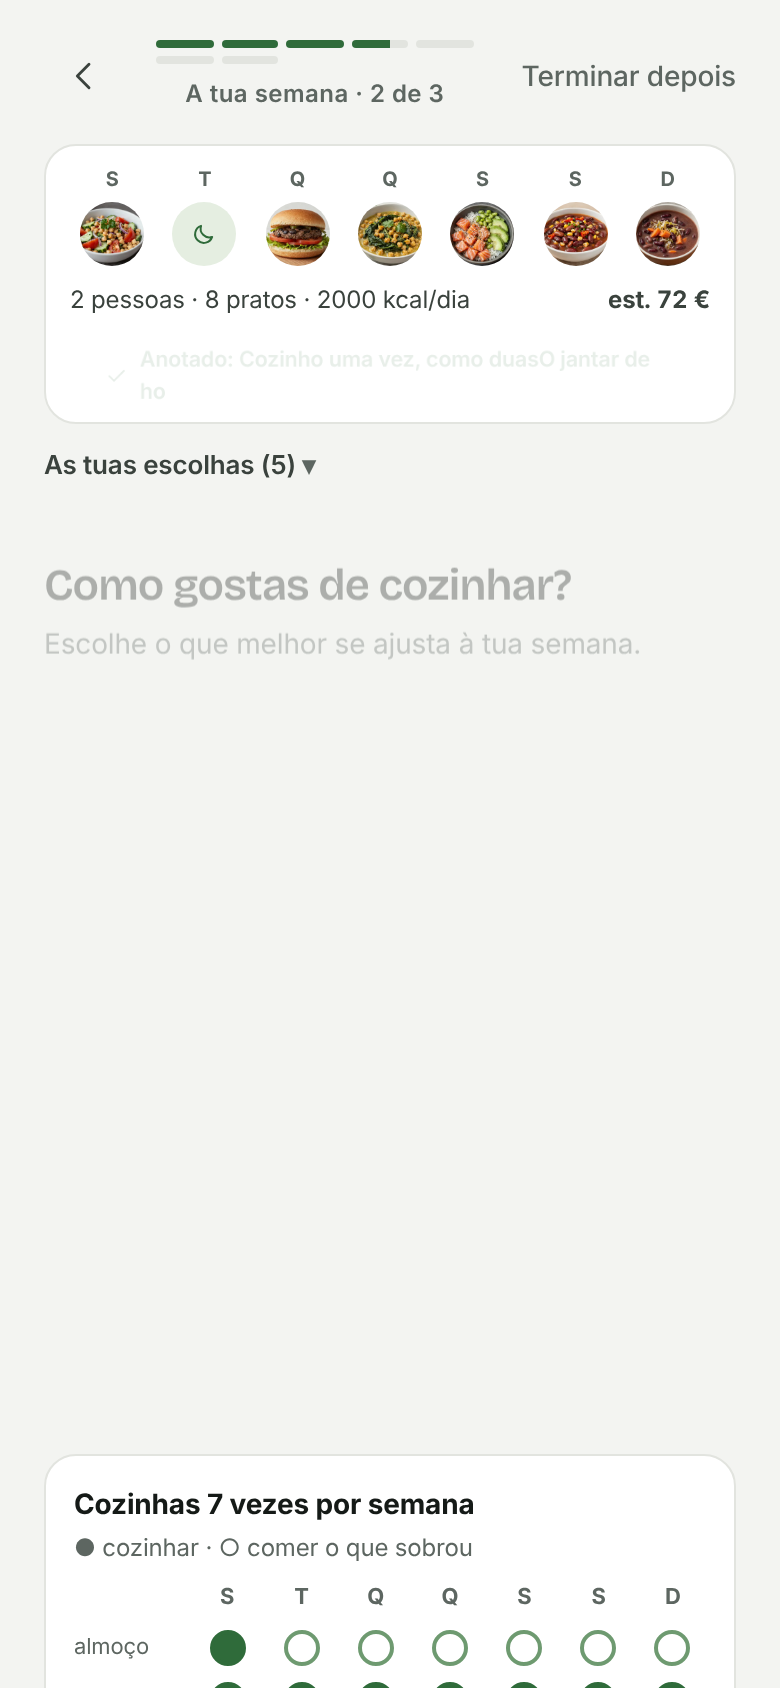 A tua semana · 2 de 3
Terminar depois
S T Q Q S S D
2 pessoas · 8 pratos · 2000 kcal/dia est. 72 €
Anotado: Cozinho uma vez, como duasO jantar de
ho
As tuas escolhas (5) ▾
Como gostas de cozinhar?
Escolhe o que melhor se ajusta à tua semana.
Cozinhas 7 vezes por semana
● cozinhar · ○ comer o que sobrou
S T Q Q S S D
almoço